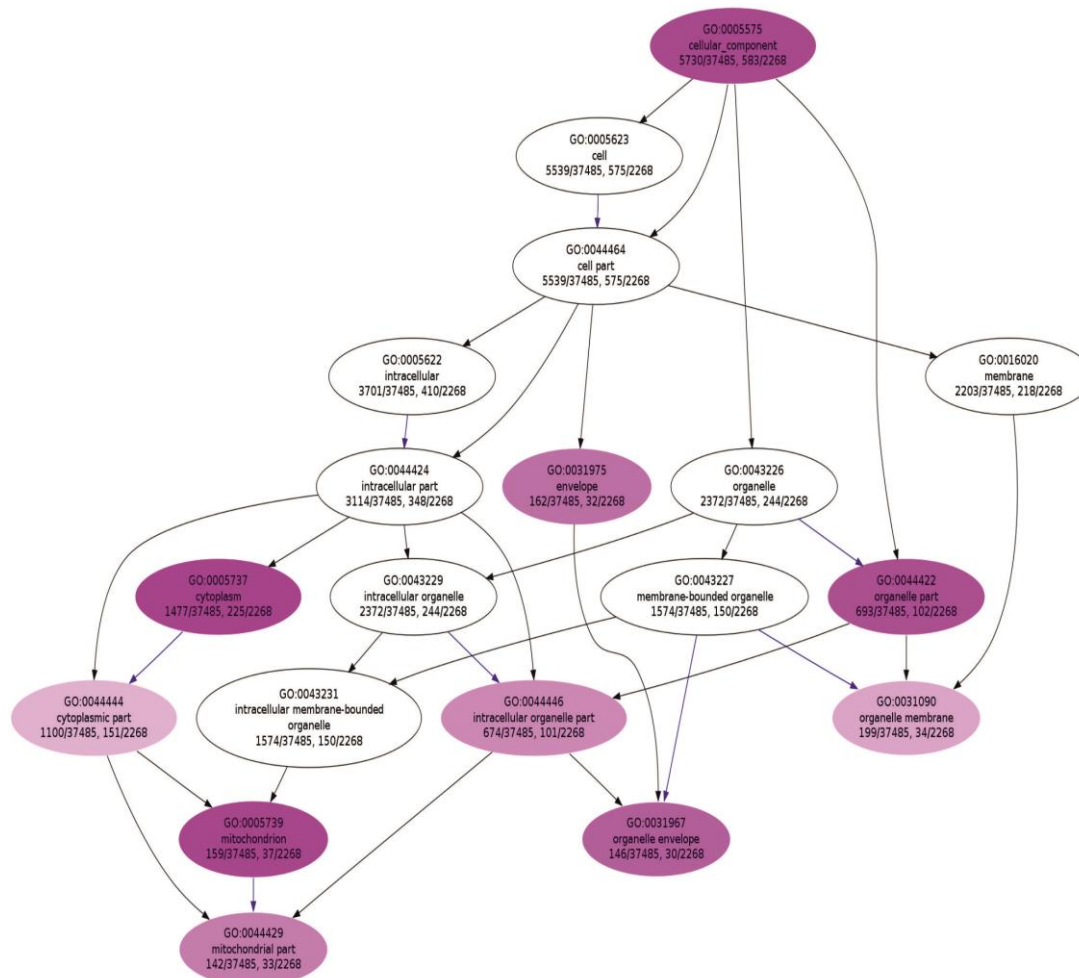 GO:0005575
cellular_component
5730/37485, 583/2268
GO:0005623
cell
5539/37485, 575/2268
GO:0044464
cell part
5539/37485, 575/2268
GO:0005622
intracellular
3701/37485, 410/2268
GO:0016020
membrane
2203/37485, 218/2268
GO:0044424
intracellular part
3114/37485, 348/2268
GO:0031975
envelope
162/37485, 32/2268
GO:0043226
organelle
2372/37485, 244/2268
GO:0005737
cytoplasm
1477/37485, 225/2268
GO:0043229
intracellular organelle
2372/37485, 244/2268
GO:0043227
membrane-bounded organelle
1574/37485, 150/2268
GO:0044422
organelle part
693/37485, 102/2268
GO:0044444
cytoplasmic part
1100/37485, 151/2268
GO:0043231
intracellular membrane-bounded
organelle
1574/37485, 150/2268
GO:0044446
intracellular organelle part
674/37485, 101/2268
GO:0031090
organelle membrane
199/37485, 34/2268
GO:0005739
mitochondrion
159/37485, 37/2268
GO:0031967
organelle envelope
146/37485, 30/2268
GO:0044429
mitochondrial part
142/37485, 33/2268